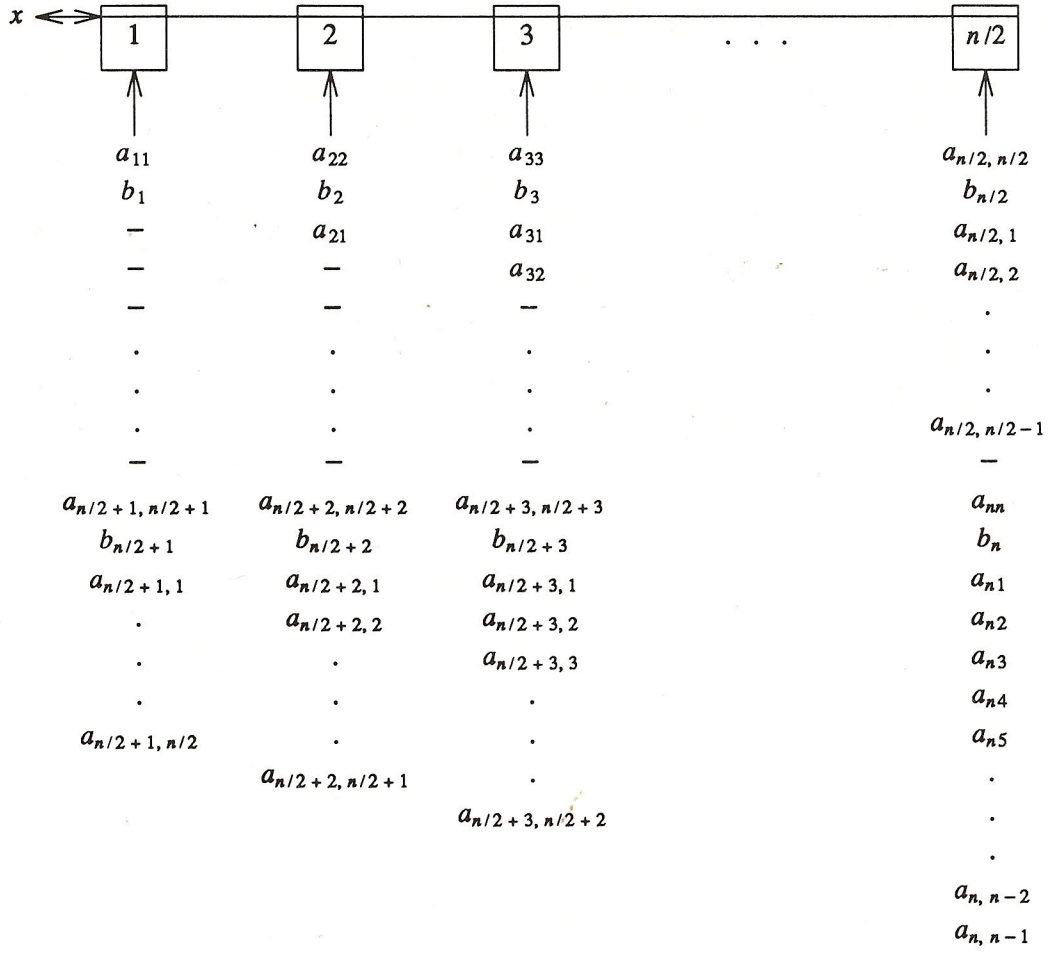 x 1 2 3 . . . n/2
a₁₁ a₂₂ a₃₃ aₙ/₂, ₙ/₂
b₁ b₂ b₃ bₙ/₂
– a₂₁ a₃₁ aₙ/₂, ₁
– – a₃₂ aₙ/₂, ₂
– – – .
. . . .
. . . .
. . . aₙ/₂, ₙ/₂₋₁
– – – –
aₙ/₂ ₊ ₁, ₙ/₂ ₊ ₁ aₙ/₂ ₊ ₂, ₙ/₂ ₊ ₂ aₙ/₂ ₊ ₃, ₙ/₂ ₊ ₃ aₙₙ
bₙ/₂ ₊ ₁ bₙ/₂ ₊ ₂ bₙ/₂ ₊ ₃ bₙ
aₙ/₂ ₊ ₁, ₁ aₙ/₂ ₊ ₂, ₁ aₙ/₂ ₊ ₃, ₁ aₙ₁
. aₙ/₂ ₊ ₂, ₂ aₙ/₂ ₊ ₃, ₂ aₙ₂
. . aₙ/₂ ₊ ₃, ₃ aₙ₃
. . . aₙ₄
aₙ/₂ ₊ ₁, ₙ/₂ . . aₙ₅
aₙ/₂ ₊ ₂, ₙ/₂ ₊ ₁ . .
aₙ/₂ ₊ ₃, ₙ/₂ ₊ ₂ .
.
aₙ, ₙ₋₂
aₙ, ₙ₋₁